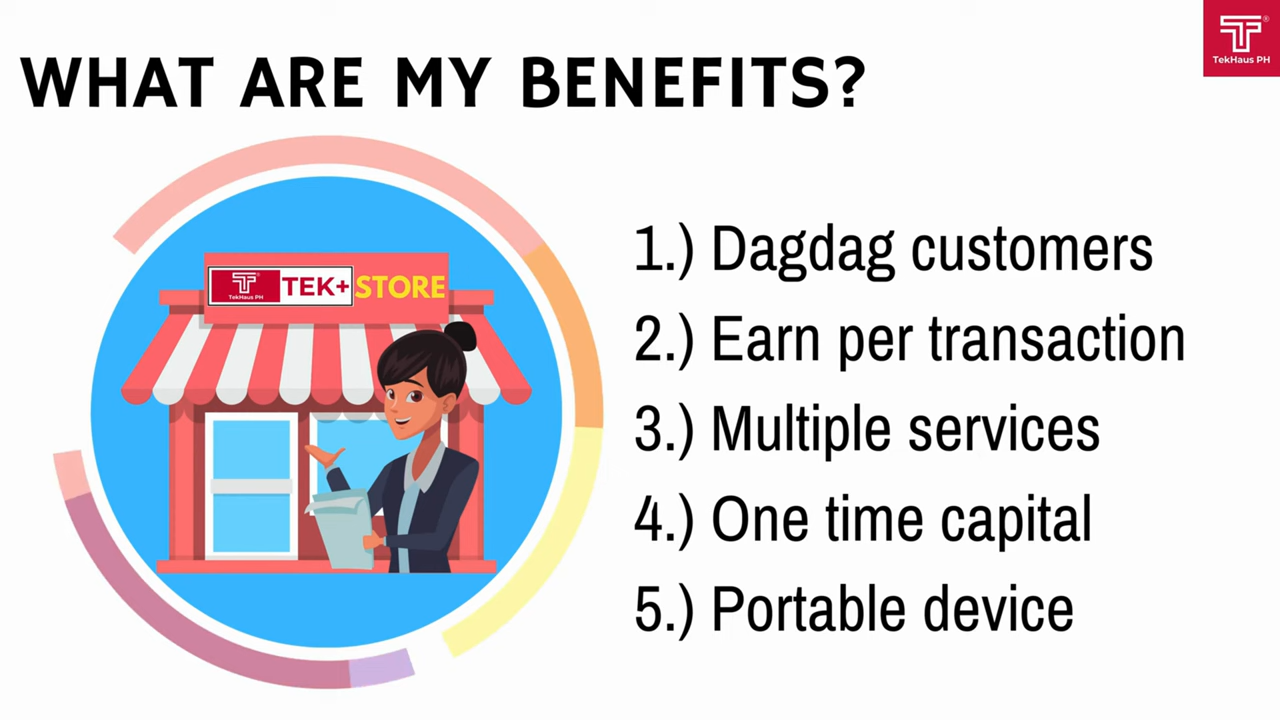 WHAT ARE MY BENEFITS?
TekHaus PH
TekHaus PH
TEK+STORE
1.) Dagdag customers
2.) Earn per transaction
3.) Multiple services
4.) One time capital
5.) Portable device